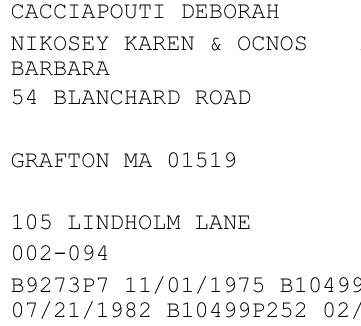 CACCIAPOUTI DEBORAH
NIKOSEY KAREN & OCNOS
BARBARA
54 BLANCHARD ROAD
GRAFTON MA 01519
105 LINDHOLM LANE
002-094
B9273P7 11/01/1975 B10499
07/21/1982 B10499P252 02/